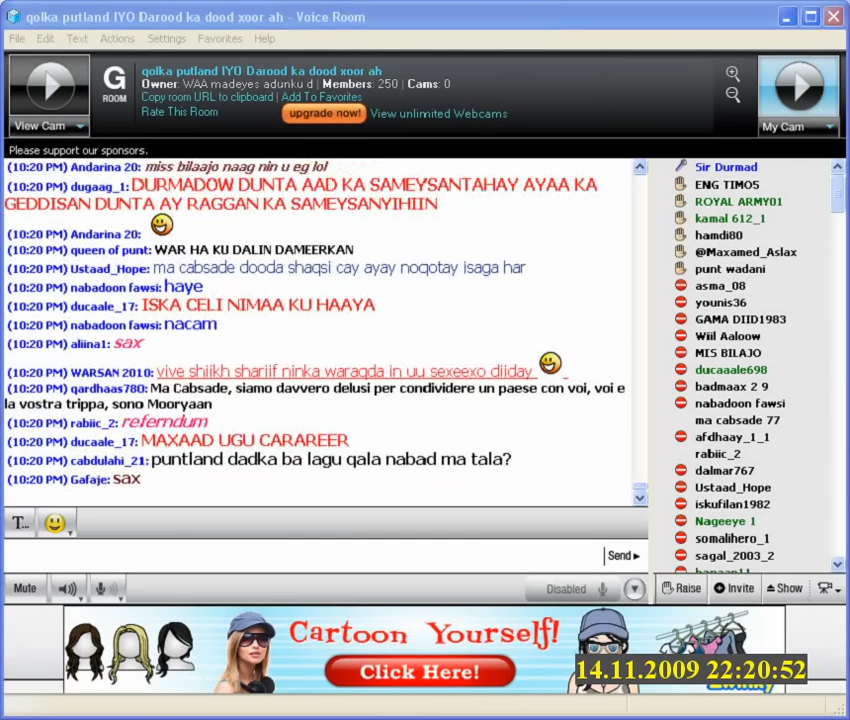 qolka putland IYO Darood ka dood xoor ah - Voice Room
File Edit Text Actions Settings Favorites Help
View Cam
G
ROOM
qolka putland IYO Darood ka dood xoor ah
Owner: WAA madeyes adunku d | Members: 250 | Cams: 0
Copy room URL to clipboard | Add To Favorites
Rate This Room upgrade now! View unlimited Webcams
My Cam
Please support our sponsors.
(10:20 PM) Andarina 20: miss bilaajo naag nin u eg lol
(10:20 PM) dugaag_1: DURMADOW DUNTA AAD KA SAMEYSANTAHAY AYAA KA
GEDDISAN DUNTA AY RAGGAN KA SAMEYSANYIHIIN
(10:20 PM) Andarina 20:
(10:20 PM) queen of punt: WAR HA KU DALIN DAMEERKAN
(10:20 PM) Ustaad_Hope: ma cabsade dooda shaqsi cay ayay noqotay isaga har
(10:20 PM) nabadoon fawsi: haye
(10:20 PM) ducaale_17: ISKA CELI NIMAA KU HAAYA
(10:20 PM) nabadoon fawsi: nacam
(10:20 PM) aliina1: sax
(10:20 PM) WARSAN 2010: vive shiikh shariif ninka waraqda in uu sexeexo diiday
(10:20 PM) qardhaas780: Ma Cabsade, siamo davvero delusi per condividere un paese con voi, voi e
la vostra trippa, sono Mooryaan
(10:20 PM) rabiic_2: referndum
(10:20 PM) ducaale_17: MAXAAD UGU CARAREER
(10:20 PM) cabdulahi_21: puntland dadka ba lagu qala nabad ma tala?
(10:20 PM) Gafaje: sax
Sir Durmad
ENG TIMO5
ROYAL ARMY01
kamal 612_1
hamdi80
@Maxamed_Aslax
punt wadani
asma_08
younis36
GAMA DIID1983
Wiil Aaloow
MIS BILAJO
ducaaale698
badmaax 2 9
nabadoon fawsi
ma cabsade 77
afdhaay_1_1
rabiic_2
dalmar767
Ustaad_Hope
iskufilan1982
Nageeye 1
somalihero_1
sagal_2003_2
T...
Send
Mute
Disabled
Raise Invite Show
Cartoon Yourself!
Click Here!
14.11.2009 22:20:52